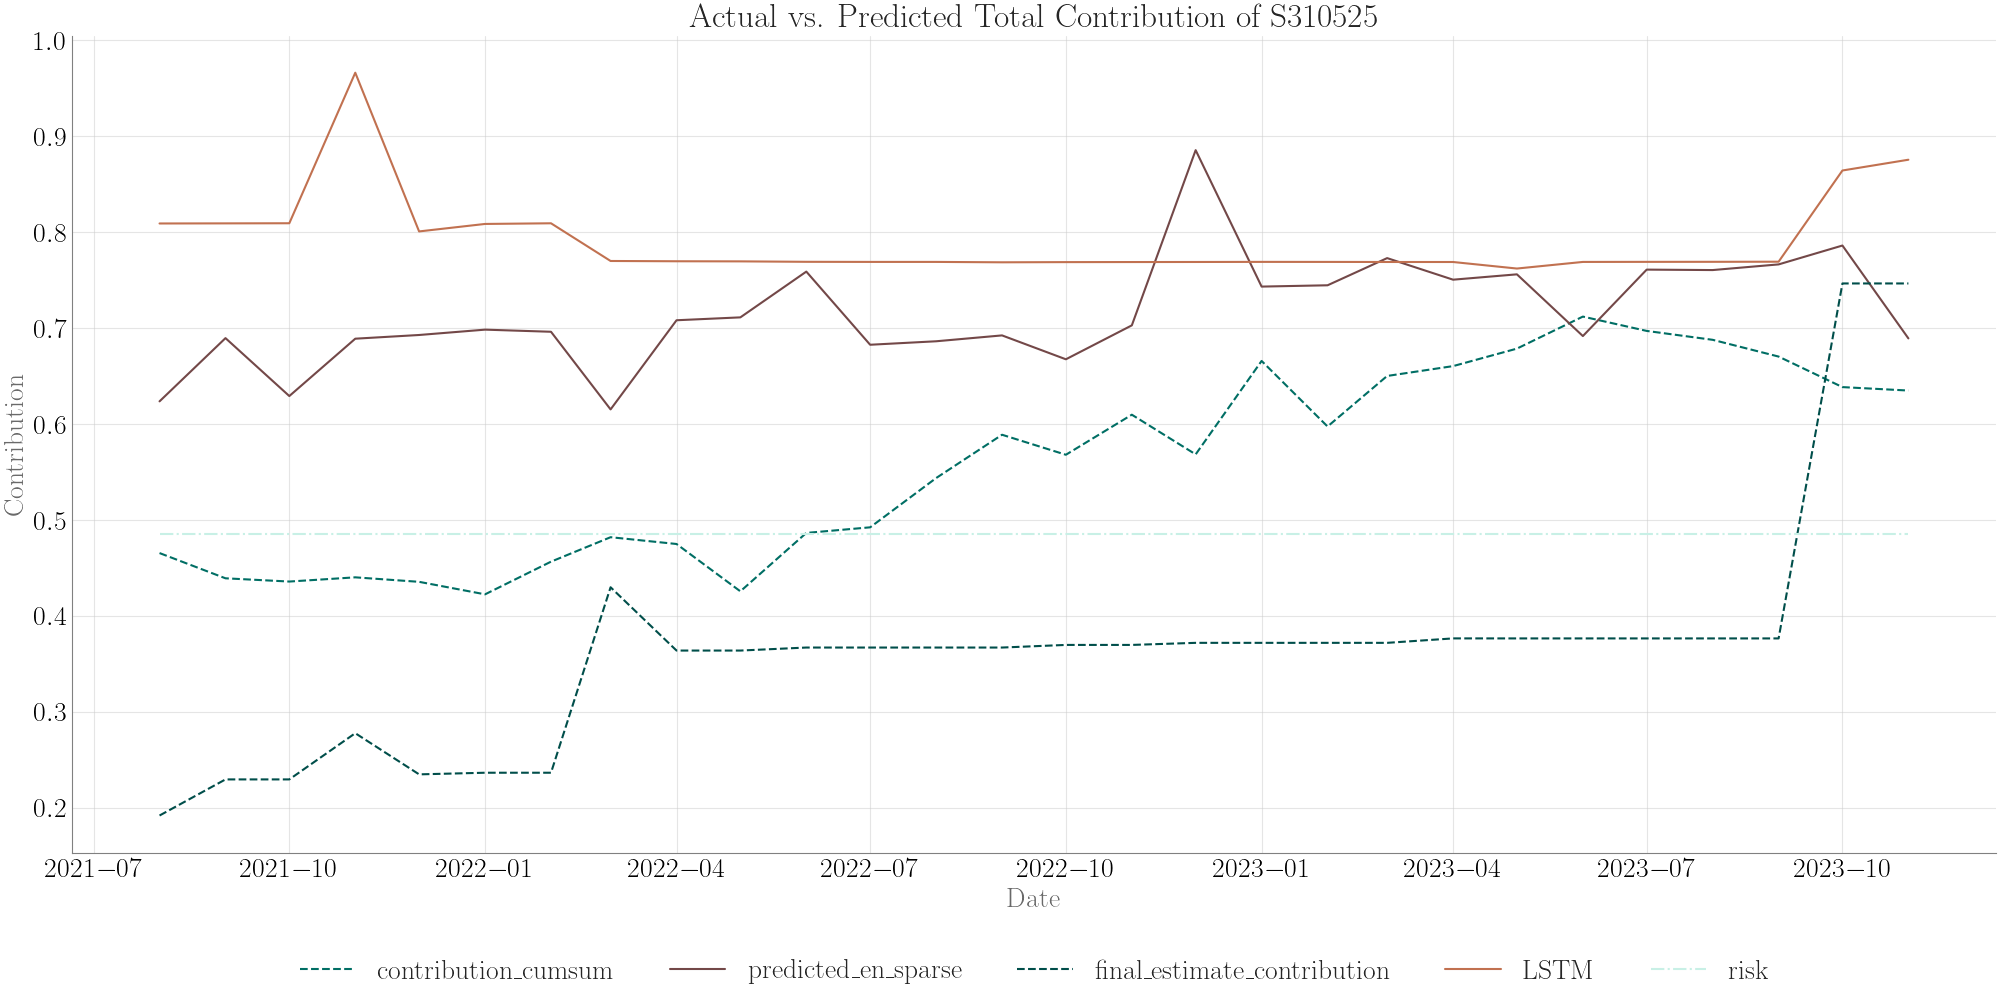 Actual vs. Predicted Total Contribution of S310525
1.0
0.9
0.8
0.7
0.6
0.5
0.4
0.3
0.2
Contribution
2021−07 2021−10 2022−01 2022−04 2022−07 2022−10 2023−01 2023−04 2023−07 2023−10
Date
contribution_cumsum predicted_en_sparse final_estimate_contribution LSTM risk